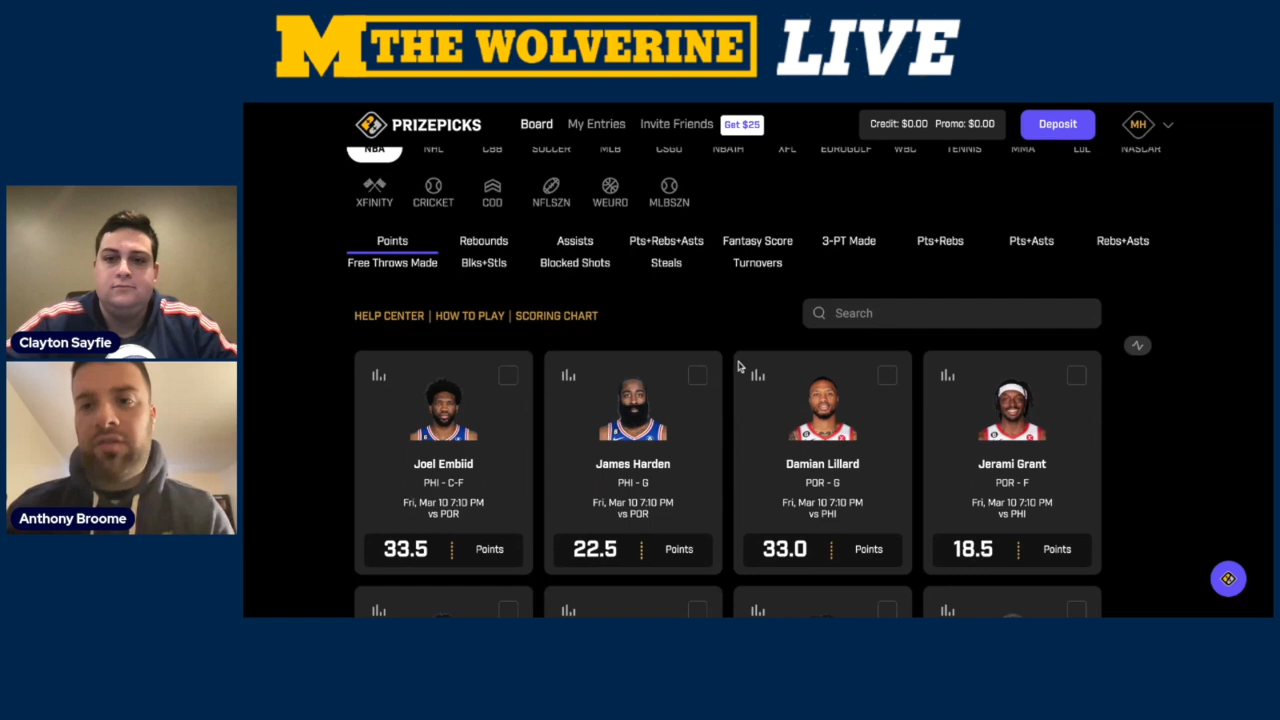 M THE WOLVERINE LIVE
PRIZEPICKS Board My Entries Invite Friends Get $25 Credit: $0.00 Promo: $0.00 Deposit MH
NBA NHL CBB SOCCER MLB CSGO NBA1H XFL EUROGOLF WBC TENNIS MMA LoL NASCAR
XFINITY CRICKET COD NFLSZN WEURO MLBSZN
Points Rebounds Assists Pts+Rebs+Asts Fantasy Score 3-PT Made Pts+Rebs Pts+Asts Rebs+Asts
Free Throws Made Blks+Stls Blocked Shots Steals Turnovers
HELP CENTER | HOW TO PLAY | SCORING CHART
Search
Clayton Sayfie
Anthony Broome
Joel Embiid
PHI - C-F
Fri, Mar 10 7:10 PM
vs POR
33.5 Points
James Harden
PHI - G
Fri, Mar 10 7:10 PM
vs POR
22.5 Points
Damian Lillard
POR - G
Fri, Mar 10 7:10 PM
vs PHI
33.0 Points
Jerami Grant
POR - F
Fri, Mar 10 7:10 PM
vs PHI
18.5 Points